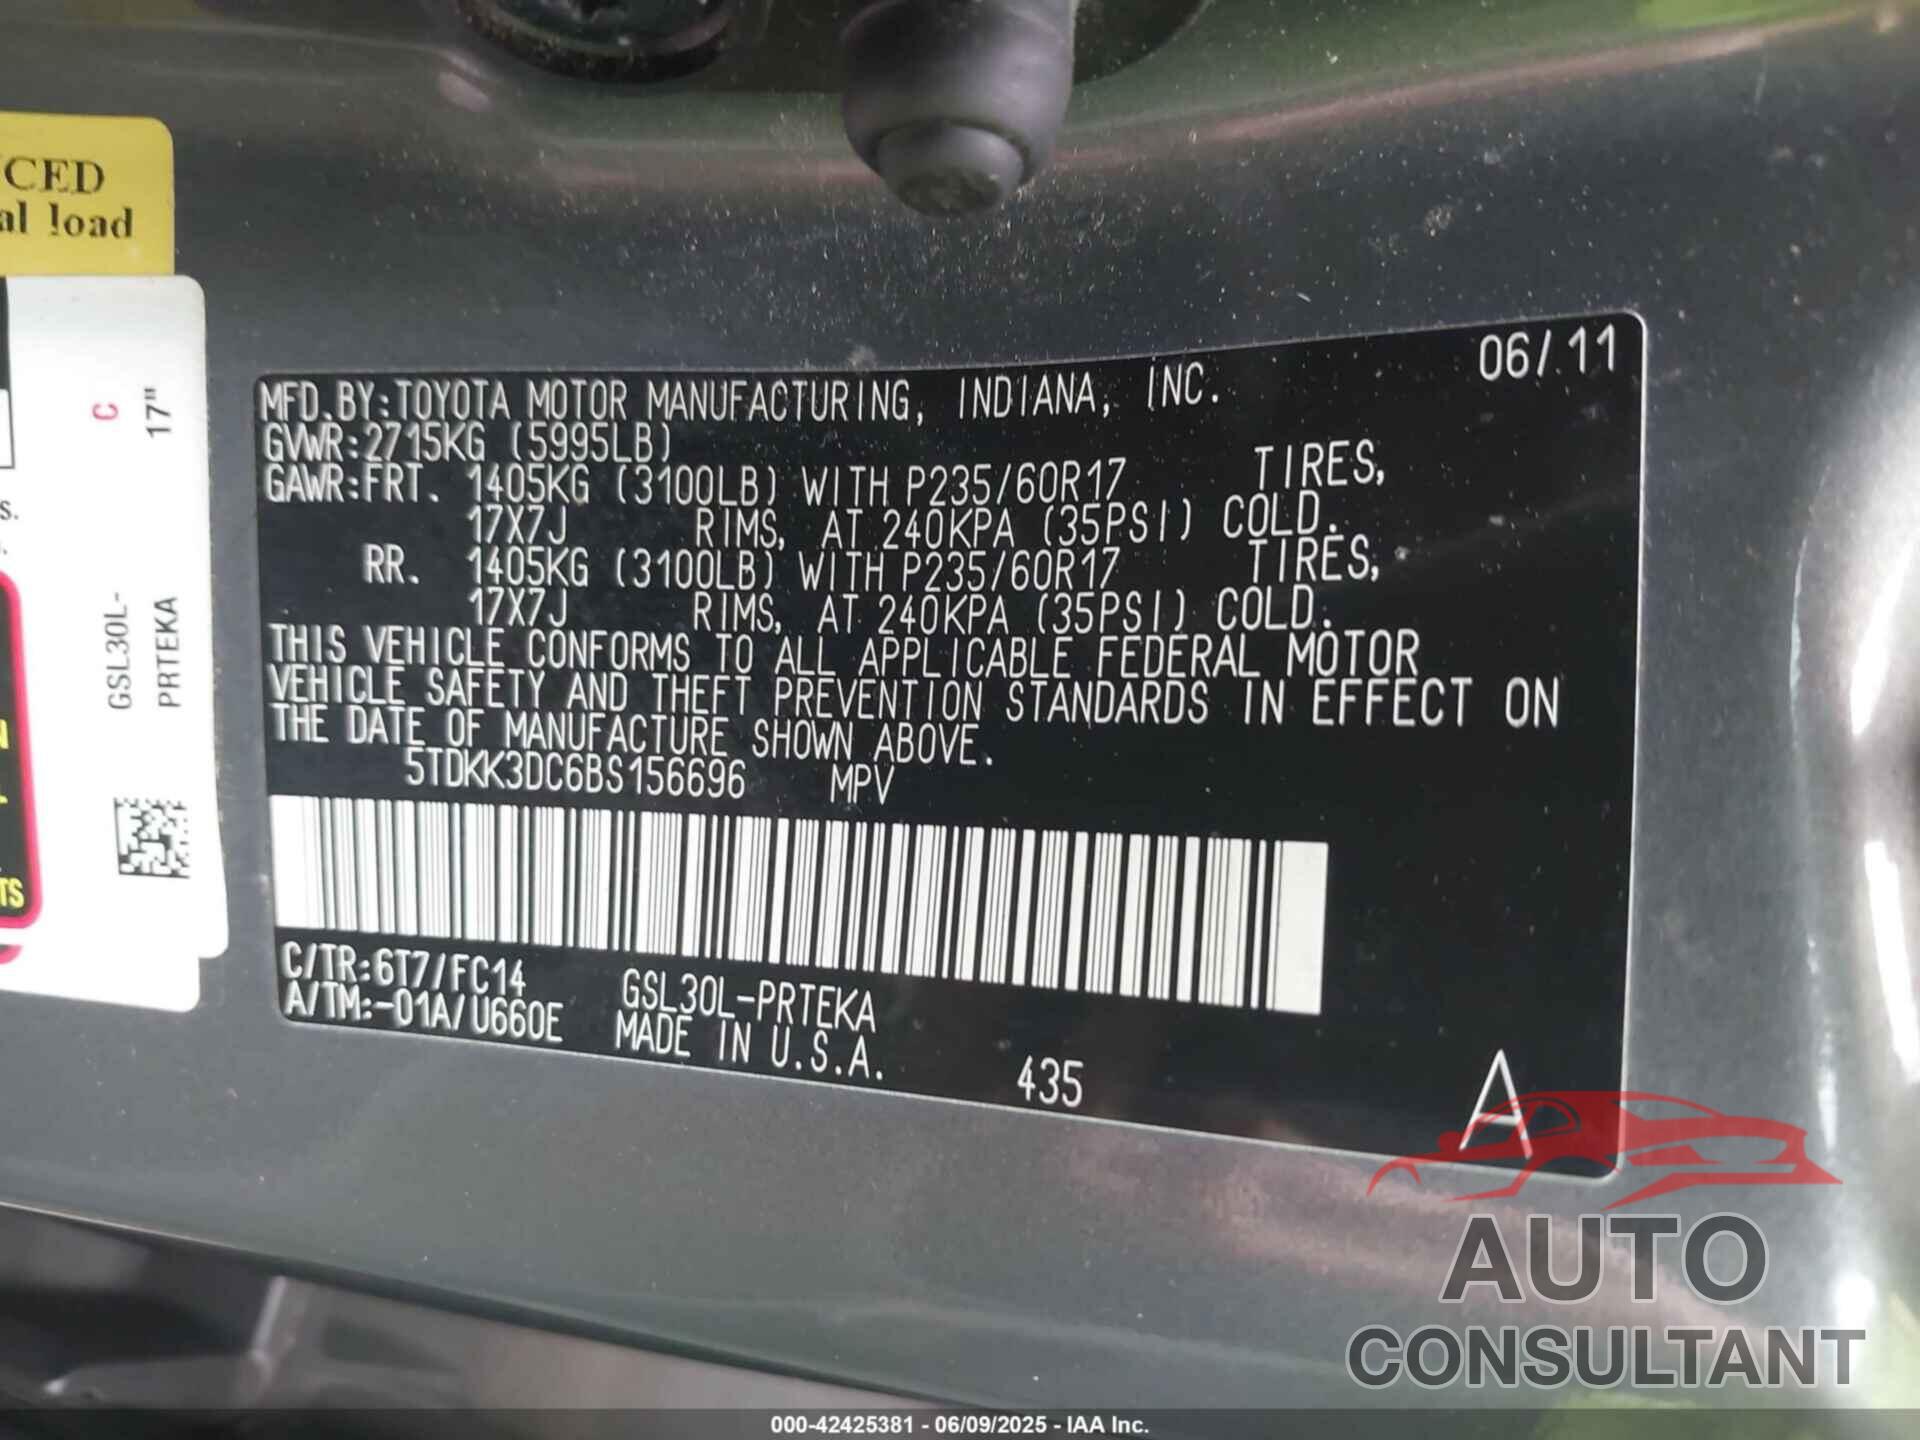 CED
al load
C
17"
S.
GSL30L-
PRTEKA
N
TS
06/11
MFD.BY:TOYOTA MOTOR MANUFACTURING, INDIANA, INC.
GVWR:2715KG (5995LB)
GAWR:FRT. 1405KG (3100LB) WITH P235/60R17 TIRES,
17X7J RIMS, AT 240KPA (35PSI) COLD.
RR. 1405KG (3100LB) WITH P235/60R17 TIRES,
17X7J RIMS, AT 240KPA (35PSI) COLD.
THIS VEHICLE CONFORMS TO ALL APPLICABLE FEDERAL MOTOR
VEHICLE SAFETY AND THEFT PREVENTION STANDARDS IN EFFECT ON
THE DATE OF MANUFACTURE SHOWN ABOVE.
5TDKK3DC6BS156696 MPV
C/TR:6T7/FC14 GSL30L-PRTEKA
A/TM:-01A/U660E MADE IN U.S.A.
435
A
AUTO
CONSULTANT
000-42425381 - 06/09/2025 - IAA Inc.